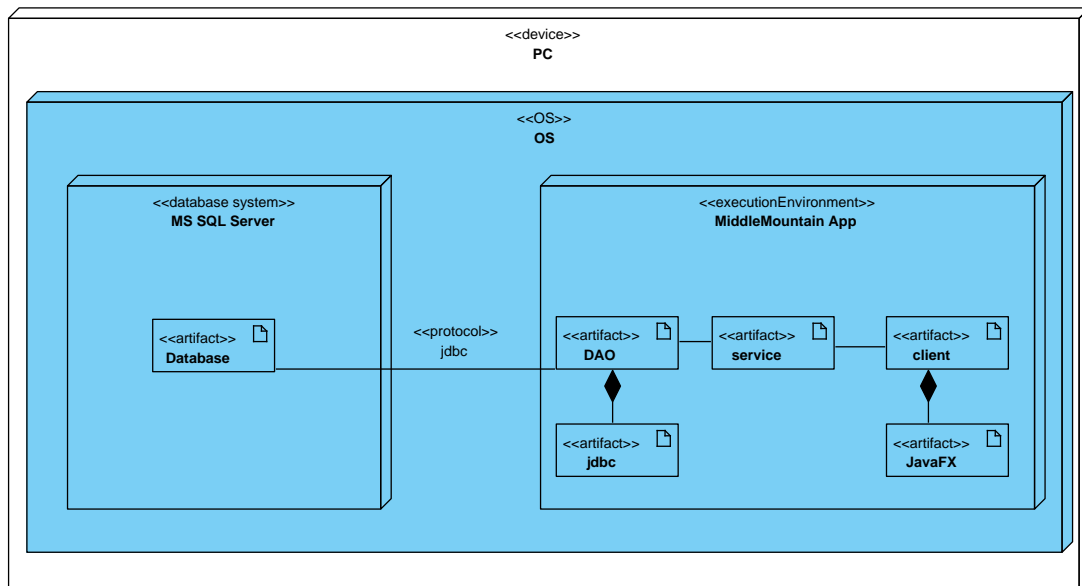 <<device>>
PC
<<OS>>
OS
<<database system>>
MS SQL Server
<<executionEnvironment>>
MiddleMountain App
<<artifact>>
Database
<<protocol>>
jdbc
<<artifact>>
DAO
<<artifact>>
service
<<artifact>>
client
<<artifact>>
jdbc
<<artifact>>
JavaFX